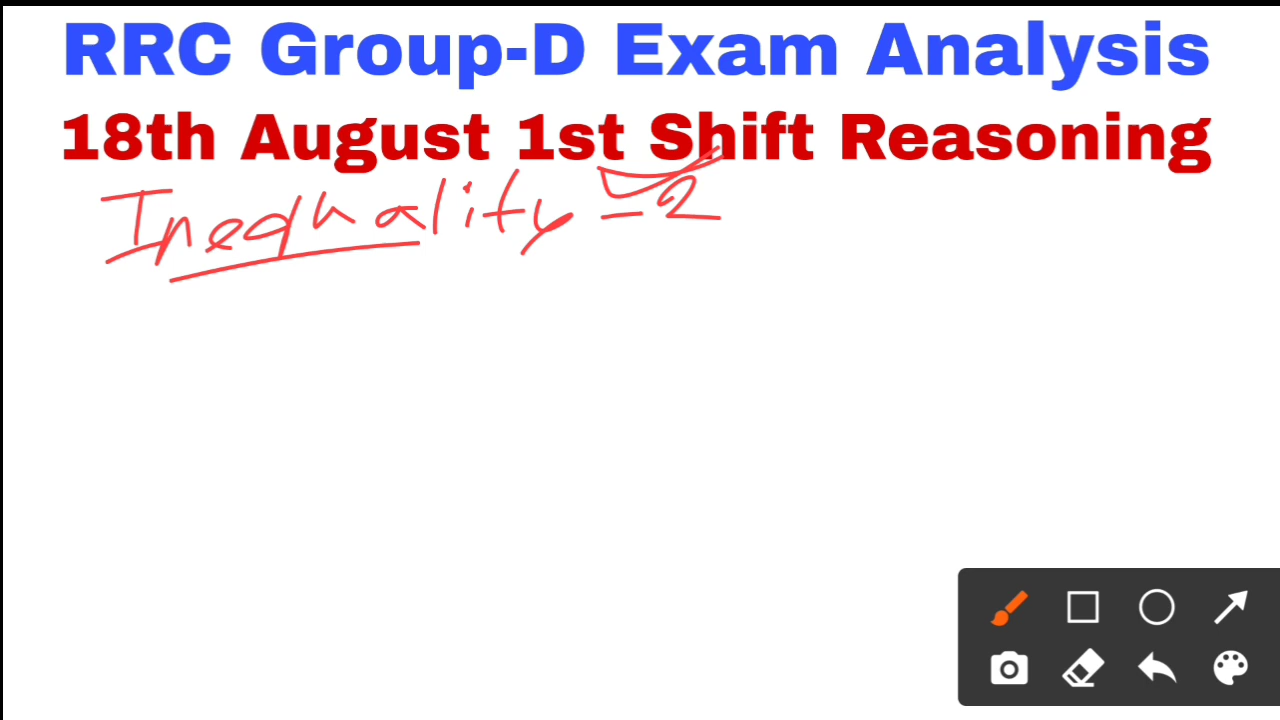 RRC Group-D Exam Analysis
18th August 1st Shift Reasoning
Inequality - 2